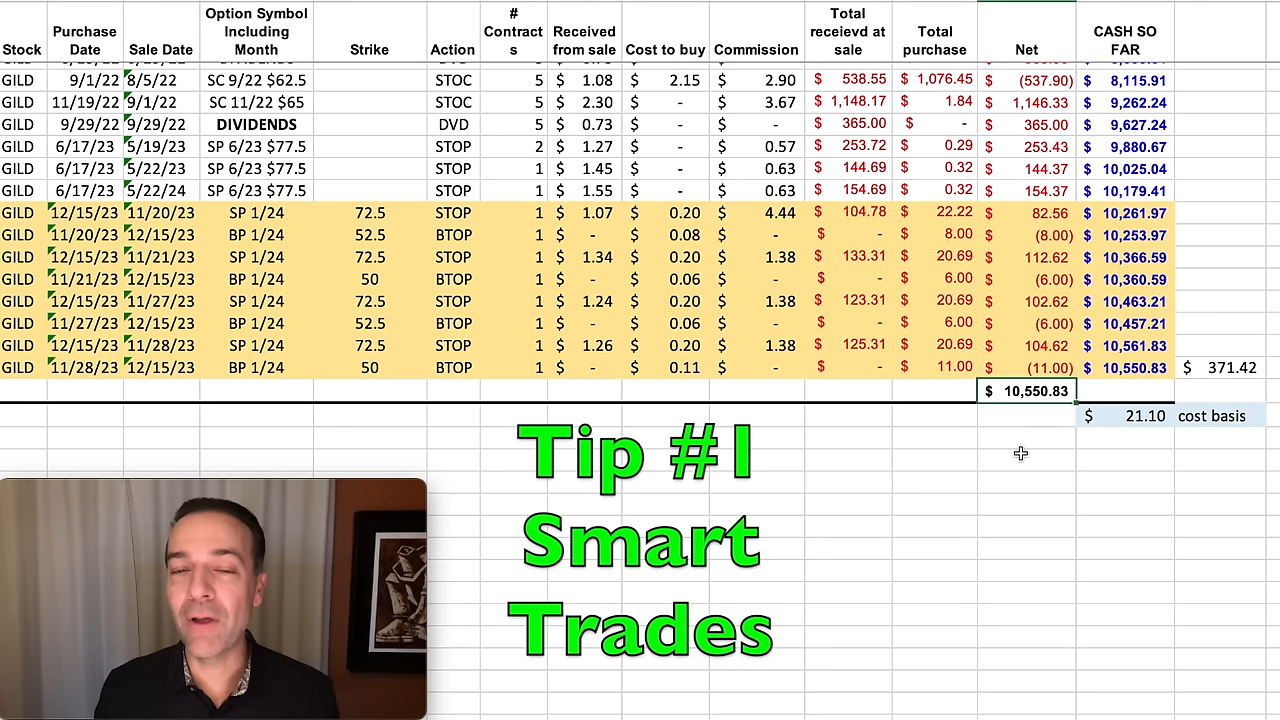 Stock Purchase Date Sale Date Option Symbol Including Month Strike Action # Contracts Received from sale Cost to buy Commission Total receievd at sale Total purchase Net CASH SO FAR
GILD 9/1/22 8/5/22 SC 9/22 $62.5 STOC 5 $ 1.08 $ 2.15 $ 2.90 $ 538.55 $ 1,076.45 $ (537.90) $ 8,115.91
GILD 11/19/22 9/1/22 SC 11/22 $65 STOC 5 $ 2.30 $ - $ 3.67 $ 1,148.17 $ 1.84 $ 1,146.33 $ 9,262.24
GILD 9/29/22 9/29/22 DIVIDENDS DVD 5 $ 0.73 $ - $ - $ 365.00 $ - $ 365.00 $ 9,627.24
GILD 6/17/23 5/19/23 SP 6/23 $77.5 STOP 2 $ 1.27 $ - $ 0.57 $ 253.72 $ 0.29 $ 253.43 $ 9,880.67
GILD 6/17/23 5/22/23 SP 6/23 $77.5 STOP 1 $ 1.45 $ - $ 0.63 $ 144.69 $ 0.32 $ 144.37 $ 10,025.04
GILD 6/17/23 5/22/24 SP 6/23 $77.5 STOP 1 $ 1.55 $ - $ 0.63 $ 154.69 $ 0.32 $ 154.37 $ 10,179.41
GILD 12/15/23 11/20/23 SP 1/24 72.5 STOP 1 $ 1.07 $ 0.20 $ 4.44 $ 104.78 $ 22.22 $ 82.56 $ 10,261.97
GILD 11/20/23 12/15/23 BP 1/24 52.5 BTOP 1 $ - $ 0.08 $ - $ - $ 8.00 $ (8.00) $ 10,253.97
GILD 12/15/23 11/21/23 SP 1/24 72.5 STOP 1 $ 1.34 $ 0.20 $ 1.38 $ 133.31 $ 20.69 $ 112.62 $ 10,366.59
GILD 11/21/23 12/15/23 BP 1/24 50 BTOP 1 $ - $ 0.06 $ - $ - $ 6.00 $ (6.00) $ 10,360.59
GILD 12/15/23 11/27/23 SP 1/24 72.5 STOP 1 $ 1.24 $ 0.20 $ 1.38 $ 123.31 $ 20.69 $ 102.62 $ 10,463.21
GILD 11/27/23 12/15/23 BP 1/24 52.5 BTOP 1 $ - $ 0.06 $ - $ - $ 6.00 $ (6.00) $ 10,457.21
GILD 12/15/23 11/28/23 SP 1/24 72.5 STOP 1 $ 1.26 $ 0.20 $ 1.38 $ 125.31 $ 20.69 $ 104.62 $ 10,561.83
GILD 11/28/23 12/15/23 BP 1/24 50 BTOP 1 $ - $ 0.11 $ - $ - $ 11.00 $ (11.00) $ 10,550.83 $ 371.42
$ 10,550.83
$ 21.10 cost basis
Tip #1
Smart
Trades